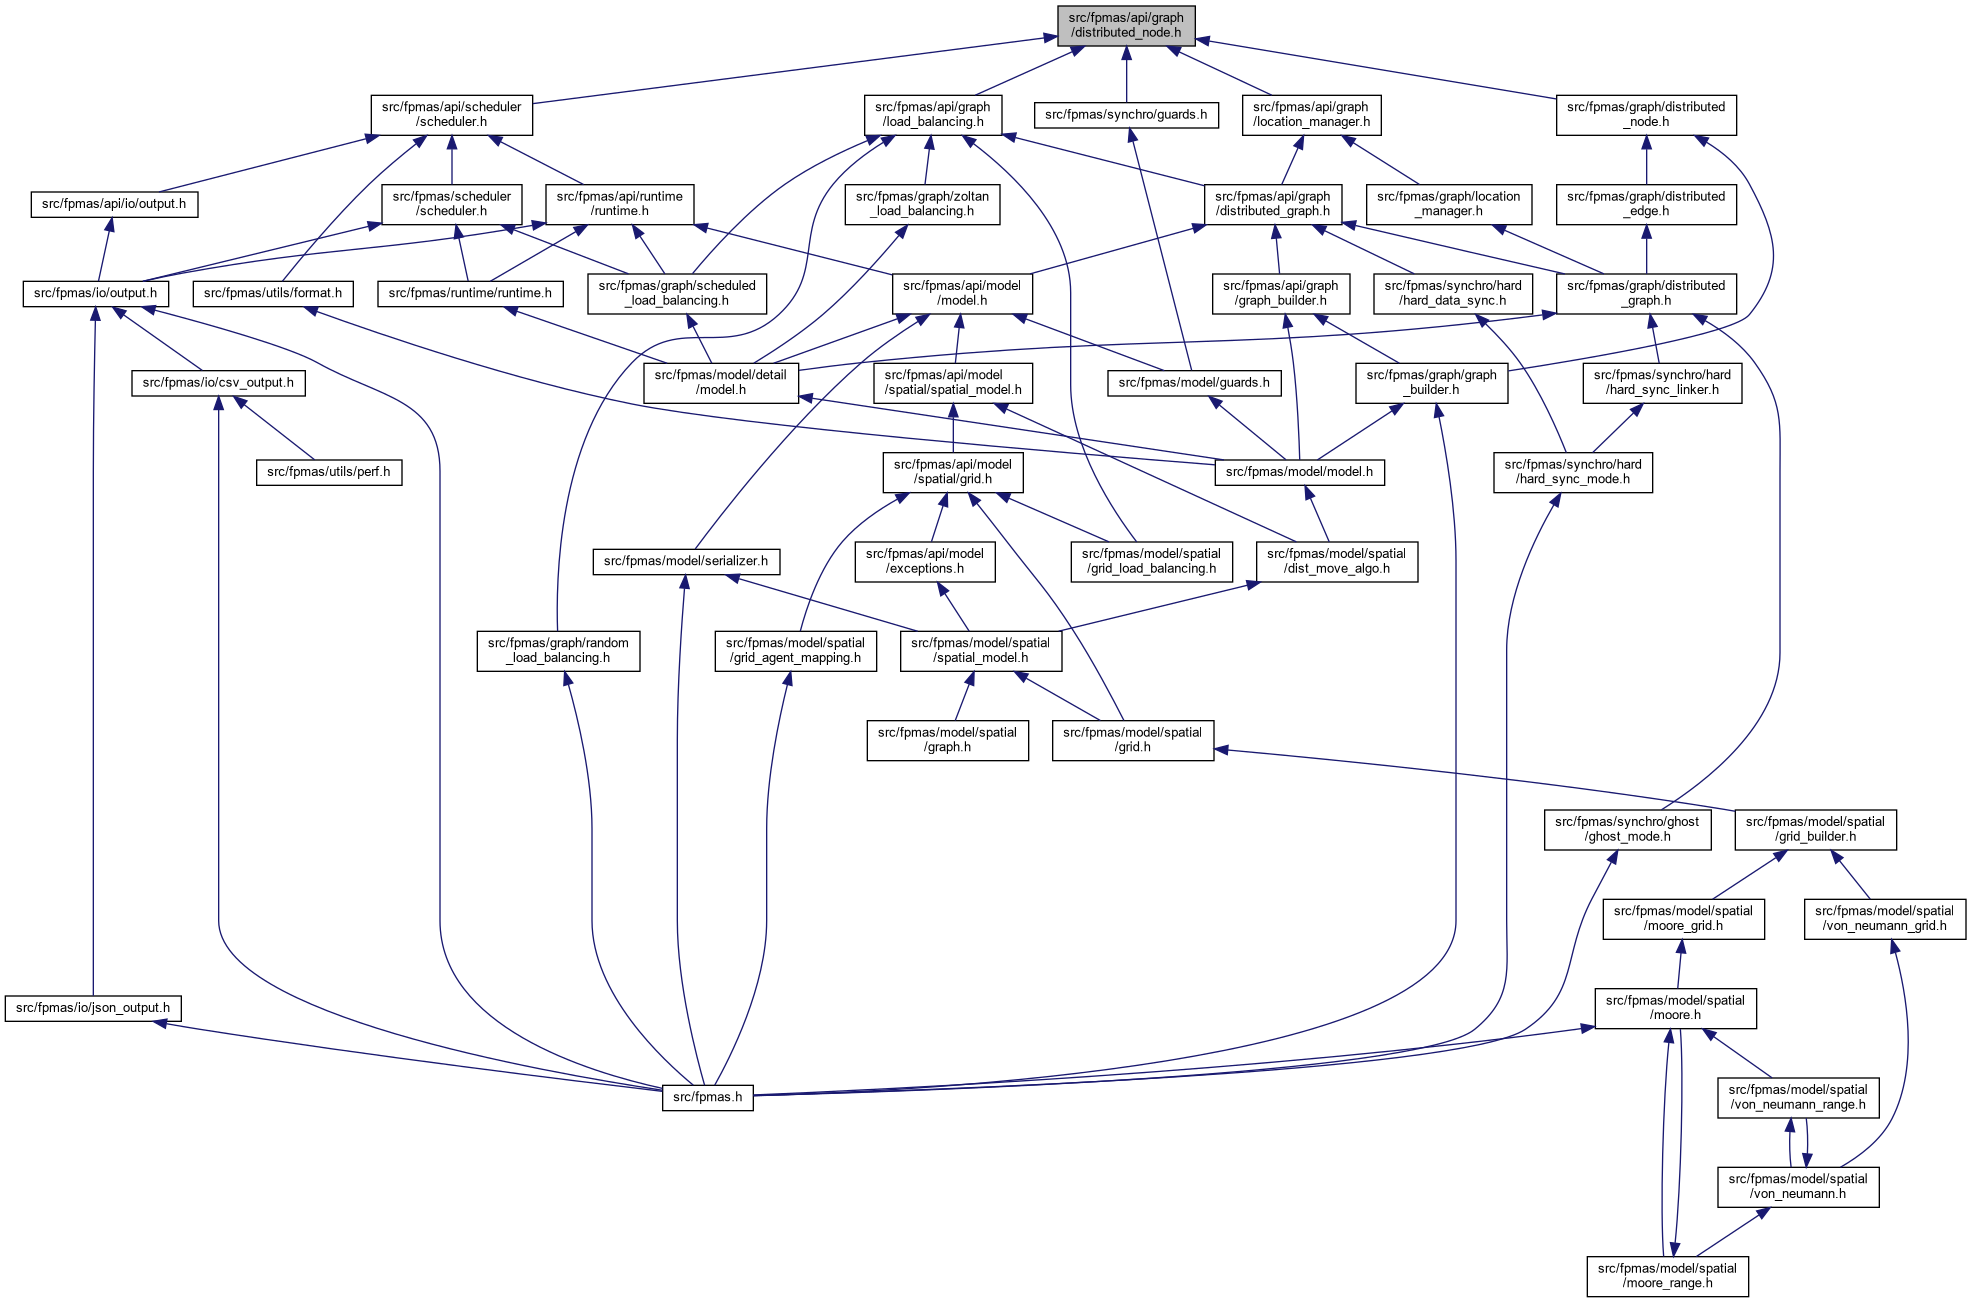 src/fpmas/api/graph
/distributed_node.h
src/fpmas/api/scheduler
/scheduler.h
src/fpmas/api/graph
/load_balancing.h
src/fpmas/synchro/guards.h
src/fpmas/api/graph
/location_manager.h
src/fpmas/graph/distributed
_node.h
src/fpmas/api/io/output.h
src/fpmas/scheduler
/scheduler.h
src/fpmas/api/runtime
/runtime.h
src/fpmas/graph/zoltan
_load_balancing.h
src/fpmas/api/graph
/distributed_graph.h
src/fpmas/graph/location
_manager.h
src/fpmas/graph/distributed
_edge.h
src/fpmas/io/output.h
src/fpmas/utils/format.h
src/fpmas/runtime/runtime.h
src/fpmas/graph/scheduled
_load_balancing.h
src/fpmas/api/model
/model.h
src/fpmas/api/graph
/graph_builder.h
src/fpmas/synchro/hard
/hard_data_sync.h
src/fpmas/graph/distributed
_graph.h
src/fpmas/io/csv_output.h
src/fpmas/model/detail
/model.h
src/fpmas/api/model
/spatial/spatial_model.h
src/fpmas/model/guards.h
src/fpmas/graph/graph
_builder.h
src/fpmas/synchro/hard
/hard_sync_linker.h
src/fpmas/utils/perf.h
src/fpmas/api/model
/spatial/grid.h
src/fpmas/model/model.h
src/fpmas/synchro/hard
/hard_sync_mode.h
src/fpmas/model/serializer.h
src/fpmas/api/model
/exceptions.h
src/fpmas/model/spatial
/grid_load_balancing.h
src/fpmas/model/spatial
/dist_move_algo.h
src/fpmas/graph/random
_load_balancing.h
src/fpmas/model/spatial
/grid_agent_mapping.h
src/fpmas/model/spatial
/spatial_model.h
src/fpmas/model/spatial
/graph.h
src/fpmas/model/spatial
/grid.h
src/fpmas/synchro/ghost
/ghost_mode.h
src/fpmas/model/spatial
/grid_builder.h
src/fpmas/model/spatial
/moore_grid.h
src/fpmas/model/spatial
/von_neumann_grid.h
src/fpmas/io/json_output.h
src/fpmas/model/spatial
/moore.h
src/fpmas.h
src/fpmas/model/spatial
/von_neumann_range.h
src/fpmas/model/spatial
/von_neumann.h
src/fpmas/model/spatial
/moore_range.h